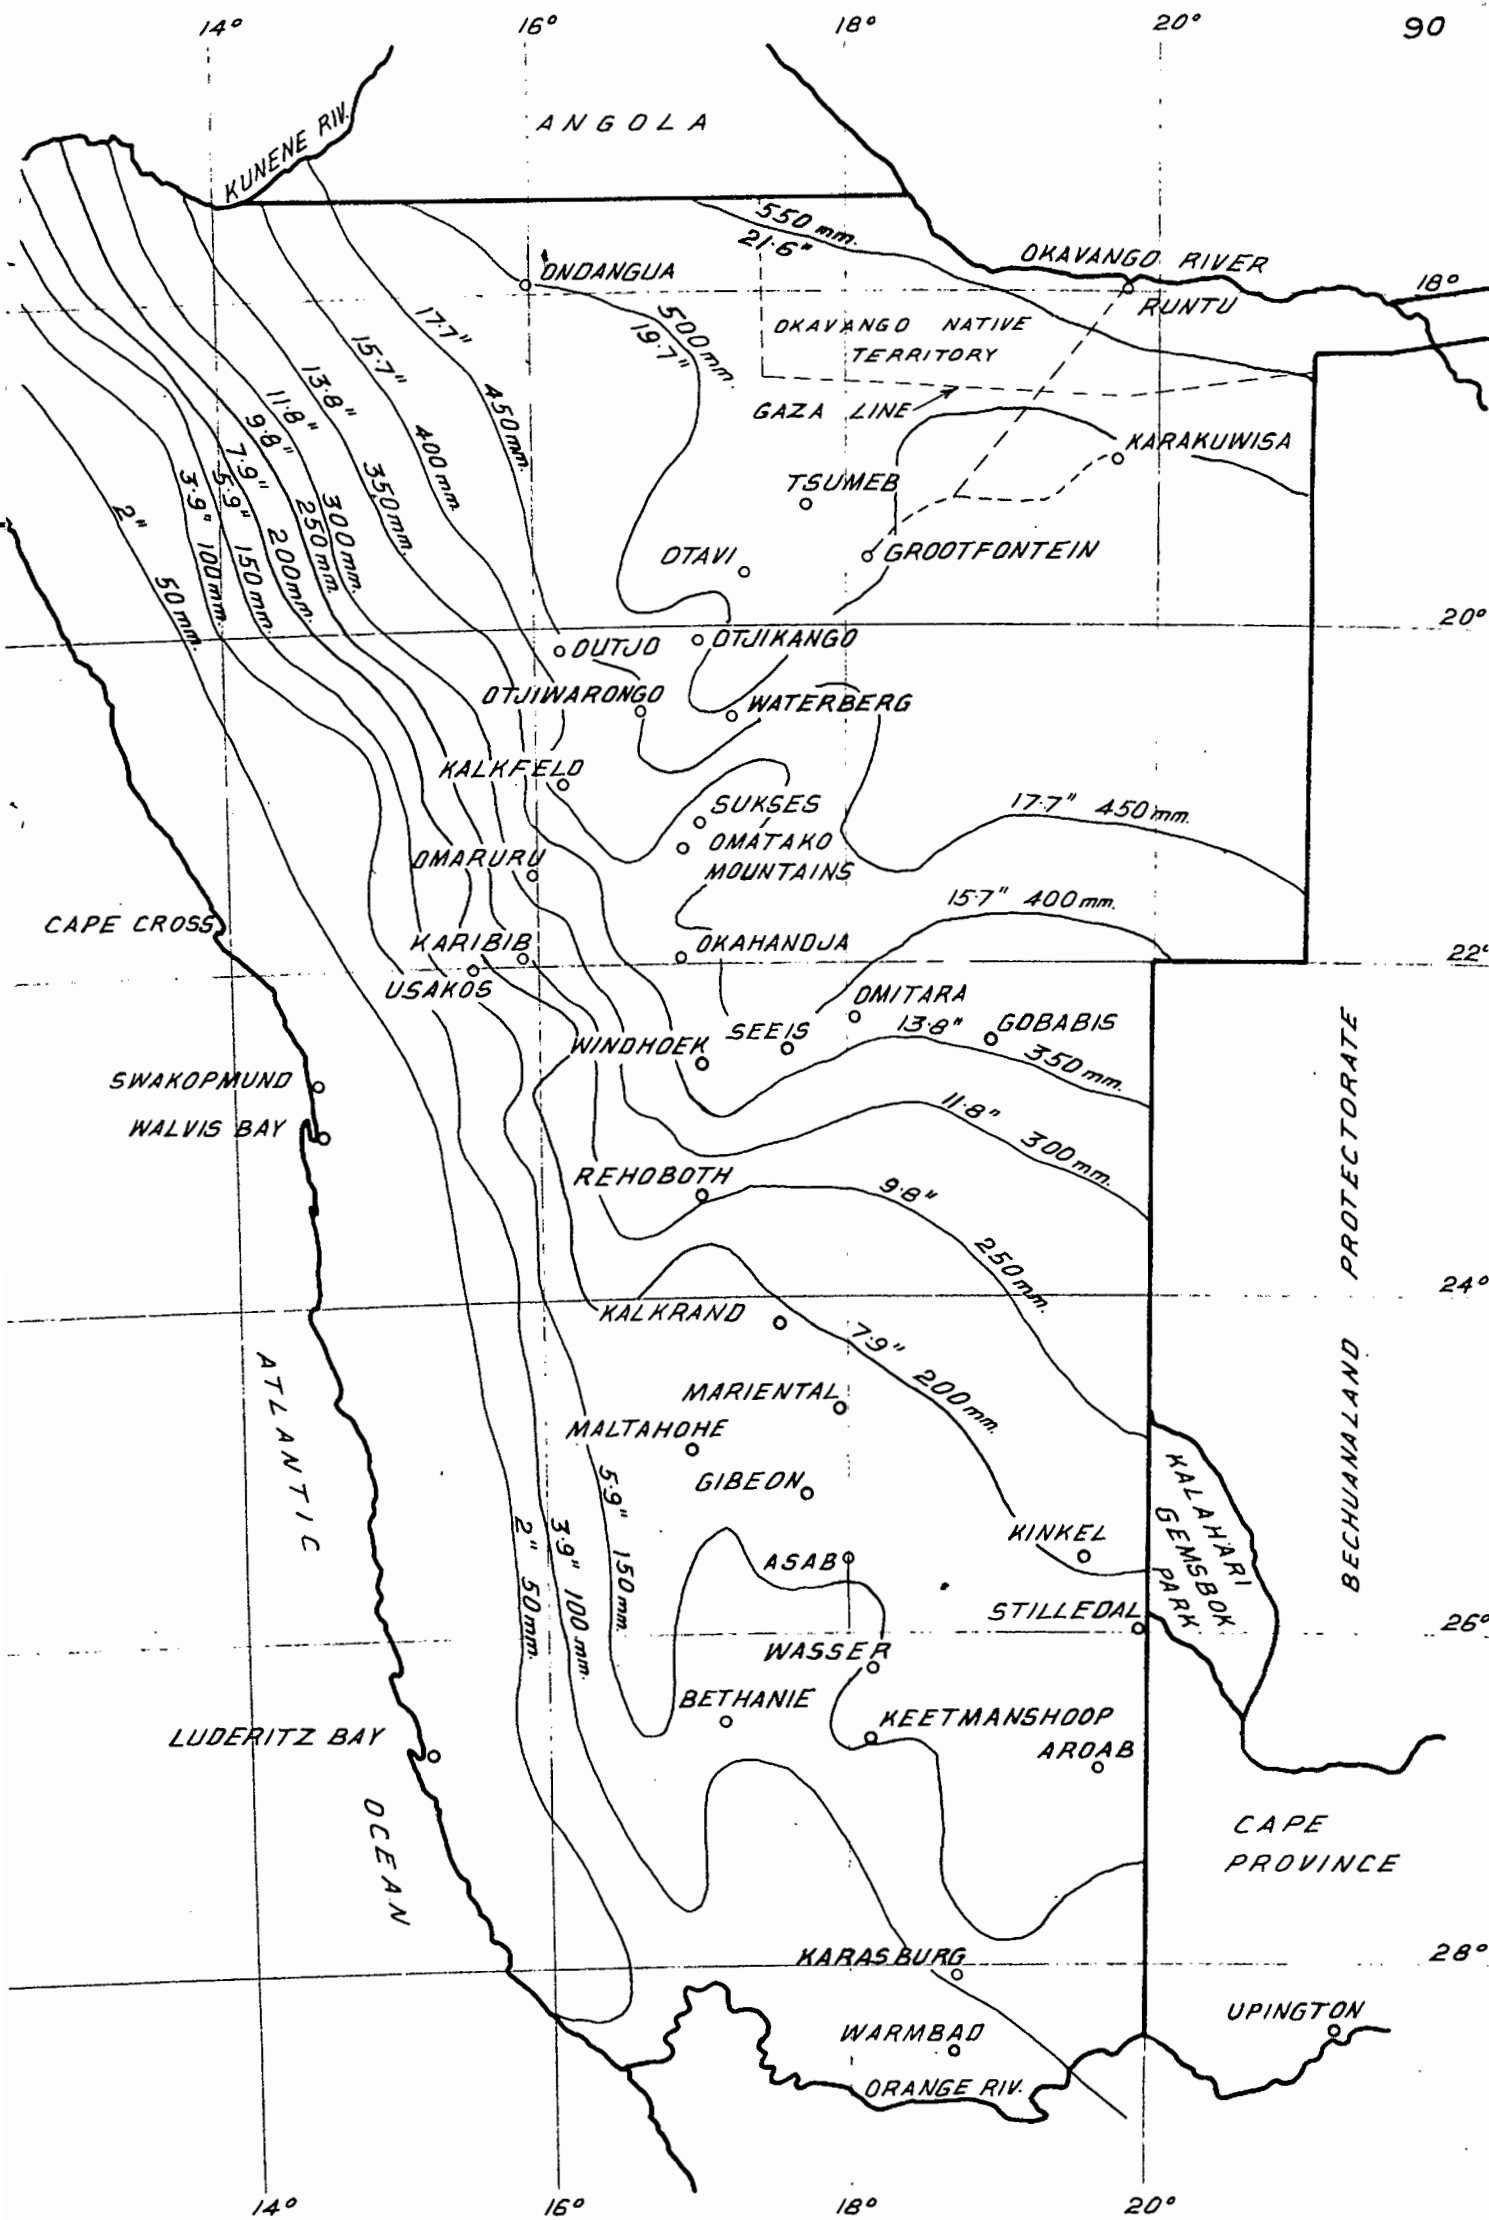 14° 16° 18° 20° 90
ANGOLA
KUNENE RIV.
550 mm.
21·6"
OKAVANGO RIVER
ONDANGUA
18°
RUNTU
500 mm.
19·7"
OKAVANGO NATIVE
TERRITORY
GAZA LINE
17·7"
15·7"
13·8"
11·8"
9·8"
7·9"
5·9"
3·9"
2"
450 mm.
400 mm.
350 mm.
300 mm.
250 mm.
200 mm.
150 mm.
100 mm.
50 mm.
KARAKUWISA
TSUMEB
OTAVI
GROOTFONTEIN
20°
OUTJO
OTJIKANGO
OTJIWARONGO
WATERBERG
KALKFELD
SUKSES
OMATAKO
MOUNTAINS
17·7" 450 mm.
OMARURU
15·7" 400 mm.
CAPE CROSS
KARIBIB
OKAHANDJA
22°
USAKOS
OMITARA
SEEIS
13·8"
GOBABIS
WINDHOEK
350 mm.
SWAKOPMUND
WALVIS BAY
11·8"
300 mm.
REHOBOTH
9·8"
250 mm.
24°
KALKRAND
7·9" 200 mm.
BECHUANALAND PROTECTORATE
ATLANTIC
OCEAN
MARIENTAL
MALTAHOHE
GIBEON
5·9" 150 mm.
3·9" 100 mm.
2" 50 mm.
KALAHARI
GEMSBOK
PARK
KINKEL
ASAB
STILLEDAL
26°
WASSER
BETHANIE
KEETMANSHOOP
LUDERITZ BAY
AROAB
CAPE
PROVINCE
KARASBURG
28°
UPINGTON
WARMBAD
ORANGE RIV.
14° 16° 18° 20°